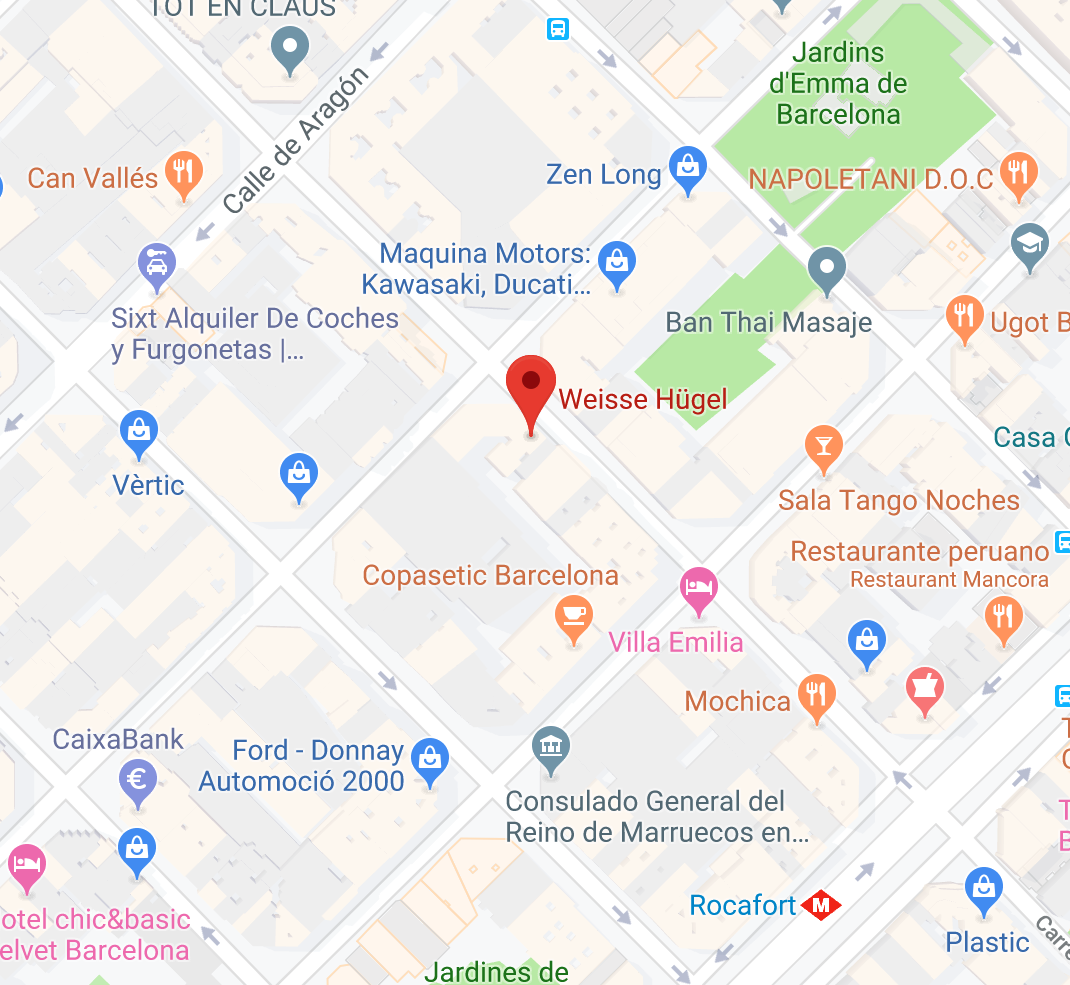 TOT EN CLAUS
Jardins
d'Emma de
Barcelona
Calle de Aragón
Can Vallés
Zen Long
NAPOLETANI D.O.C
Maquina Motors:
Kawasaki, Ducati...
Sixt Alquiler De Coches
y Furgonetas |...
Ban Thai Masaje
Ugot B
Weisse Hügel
Casa
Vèrtic
Sala Tango Noches
Restaurante peruano
Restaurant Mancora
Copasetic Barcelona
Villa Emilia
Mochica
CaixaBank
€
Ford - Donnay
Automoció 2000
Consulado General del
Reino de Marruecos en...
Rocafort M
otel chic&basic
elvet Barcelona
Plastic
Carre
Jardines de